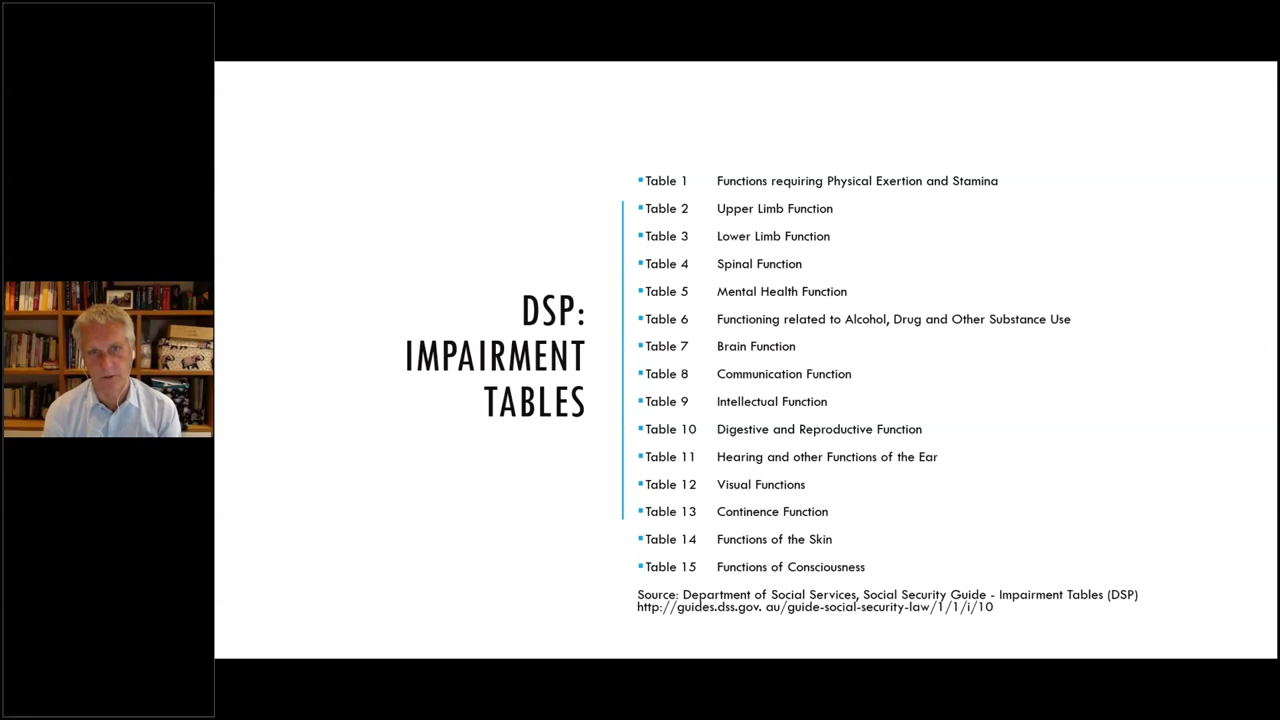 DSP:
IMPAIRMENT
TABLES
Table 1 Functions requiring Physical Exertion and Stamina
Table 2 Upper Limb Function
Table 3 Lower Limb Function
Table 4 Spinal Function
Table 5 Mental Health Function
Table 6 Functioning related to Alcohol, Drug and Other Substance Use
Table 7 Brain Function
Table 8 Communication Function
Table 9 Intellectual Function
Table 10 Digestive and Reproductive Function
Table 11 Hearing and other Functions of the Ear
Table 12 Visual Functions
Table 13 Continence Function
Table 14 Functions of the Skin
Table 15 Functions of Consciousness
Source: Department of Social Services, Social Security Guide - Impairment Tables (DSP)
http://guides.dss.gov. au/guide-social-security-law/1/1/i/10